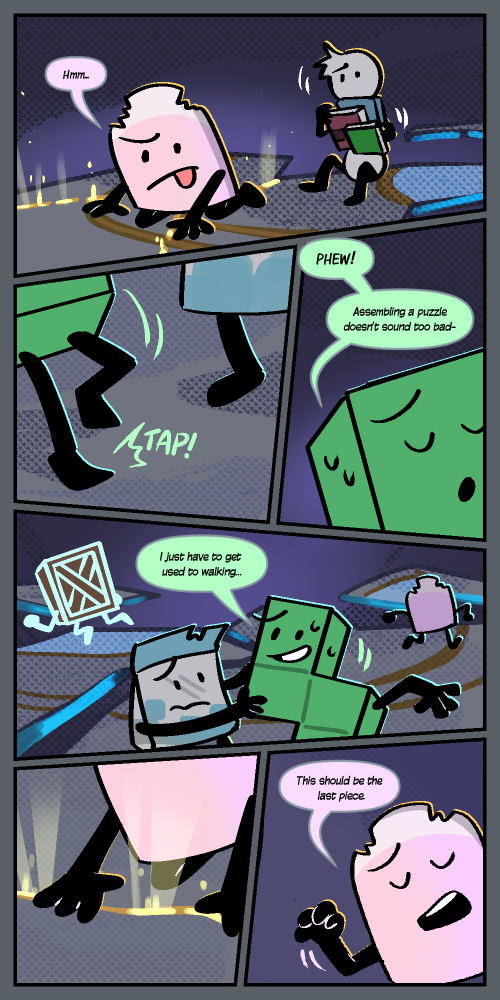 Hmm...
PHEW!
Assembling a puzzle
doesn't sound too bad-
TAP!
I just have to get
used to walking...
This should be the
last piece.